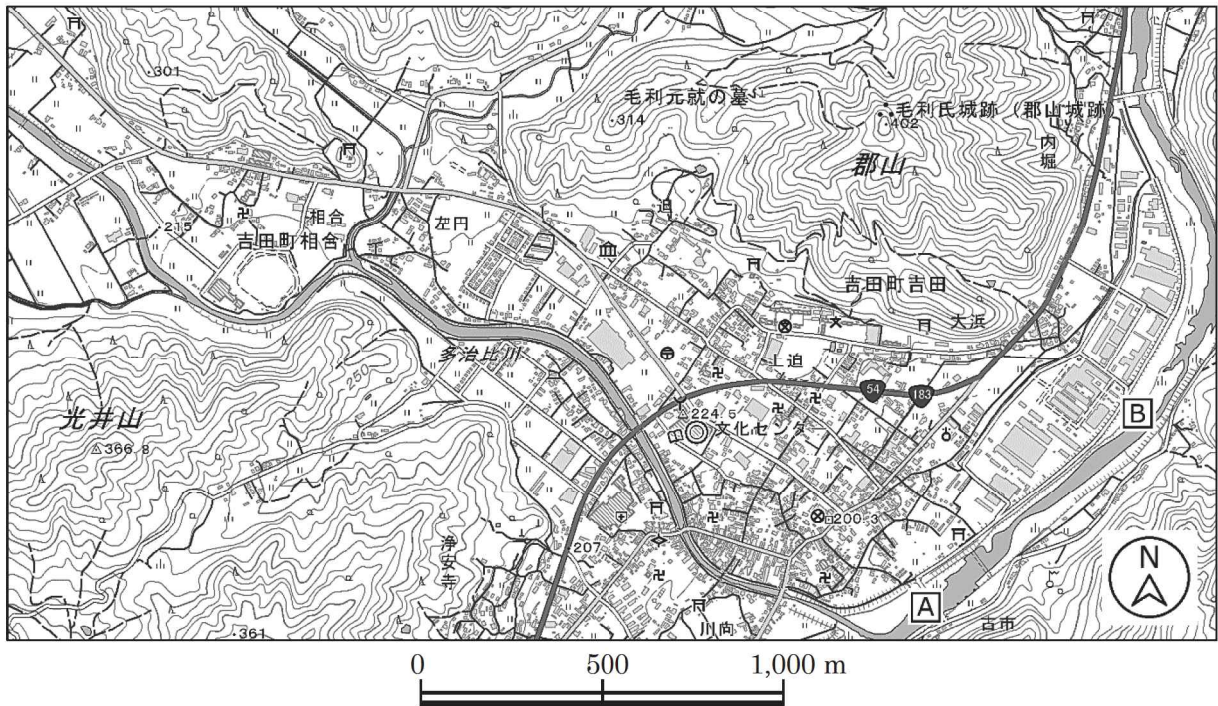 ・301
毛利元就の墓
・314
毛利氏城跡（郡山城跡）
・402
内堀
郡山
・215
相合
吉田町相合
左円
迫
吉田町吉田
大浜
多治比川
250
上迫
54
183
光井山
366.8
224.5
文化センター
B
200.3
浄安寺
207
A
N
・361
川向
古市
0 500 1,000 m